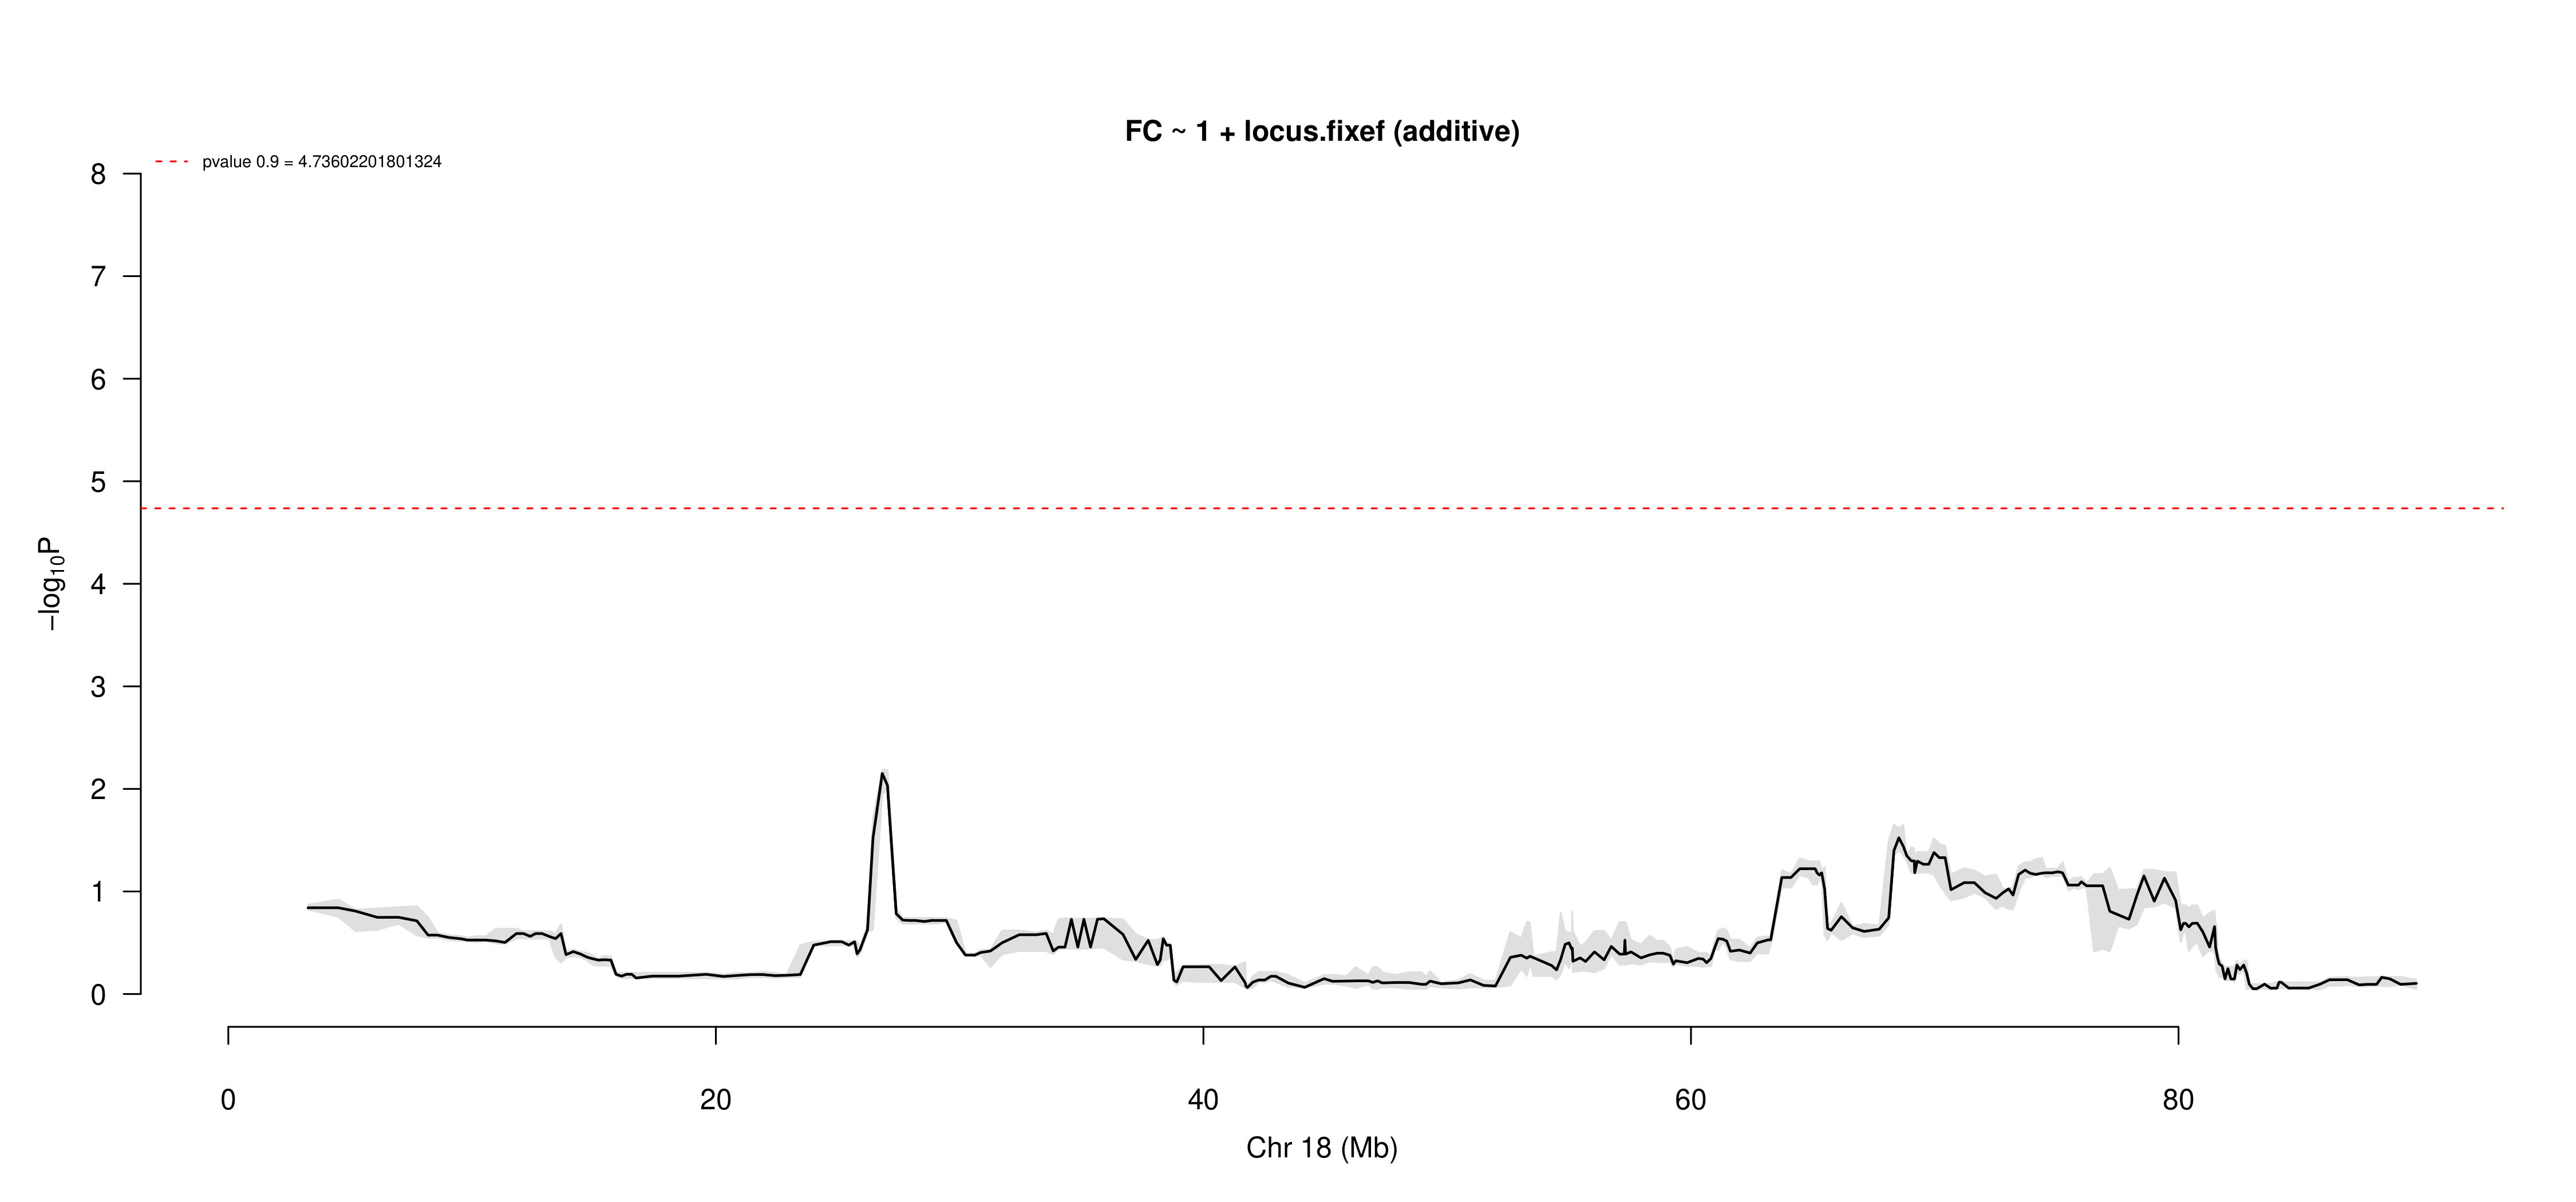 FC ~ 1 + locus.fixef (additive)
pvalue 0.9 = 4.73602201801324
8
7
6
5
4
3
2
1
0
−log10P
0 20 40 60 80
Chr 18 (Mb)